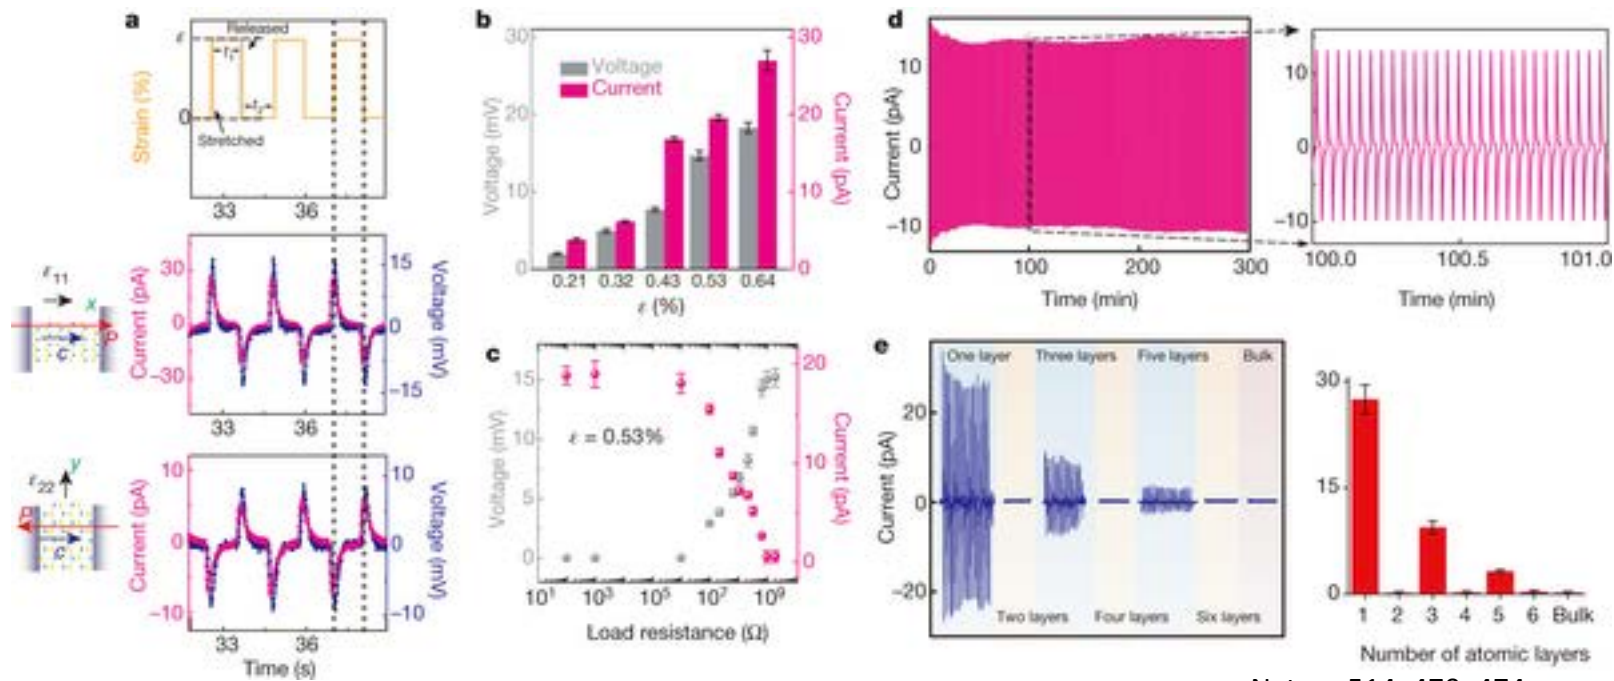 a
Strain (%)
ε
0
Released
t₁
t₂
Stretched
33 36
ε₁₁
x
P
c
Current (pA)
30
0
−30
15
0
−15
Voltage (mV)
33 36
y
ε₂₂
P
c
Current (pA)
10
0
−10
10
0
−10
Voltage (mV)
33 36
Time (s)
b
Voltage (mV)
30
20
10
0
Voltage
Current
30
20
10
0
Current (pA)
0.21 0.32 0.43 0.53 0.64
ε (%)
c
Voltage (mV)
15
10
5
0
ε = 0.53%
20
10
0
Current (pA)
10¹ 10³ 10⁵ 10⁷ 10⁹
Load resistance (Ω)
d
Current (pA)
10
0
−10
0 100 200 300
Time (min)
10
0
−10
100.0 100.5 101.0
Time (min)
e
Current (pA)
20
0
−20
One layer Three layers Five layers Bulk
Two layers Four layers Six layers
30
15
0
1 2 3 4 5 6 Bulk
Number of atomic layers